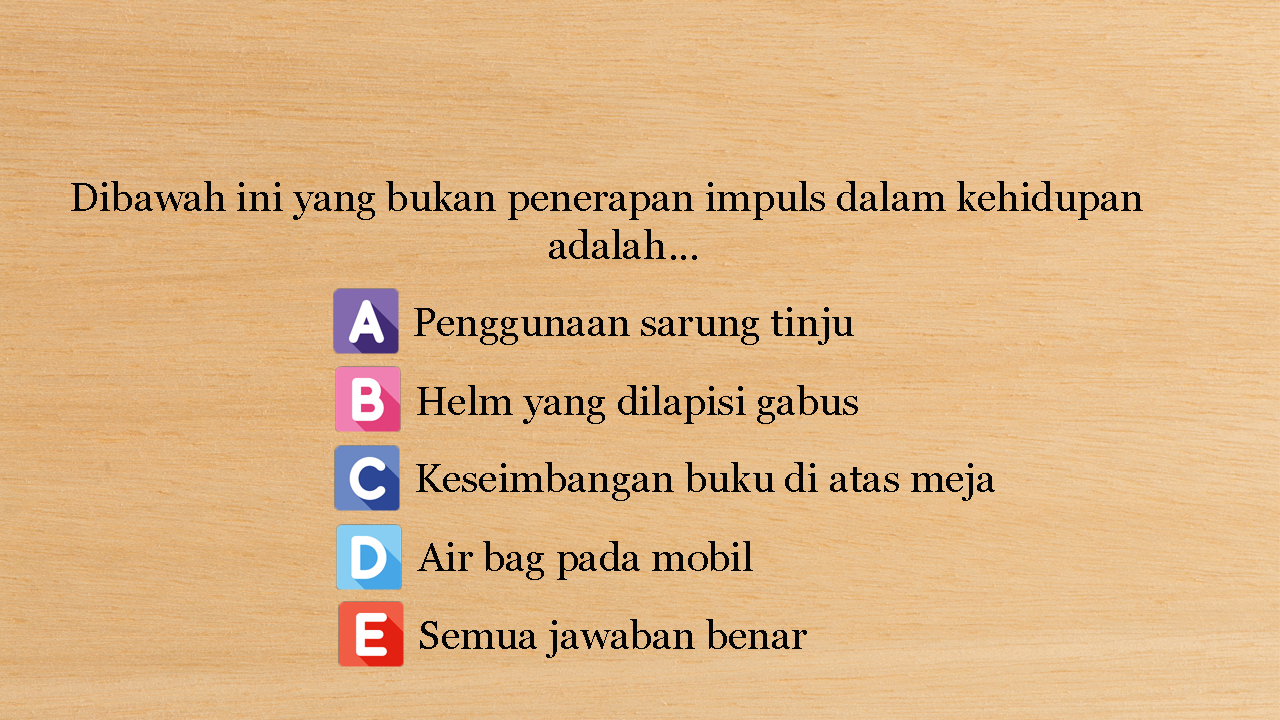 Dibawah ini yang bukan penerapan impuls dalam kehidupan
adalah...
A Penggunaan sarung tinju
B Helm yang dilapisi gabus
C Keseimbangan buku di atas meja
D Air bag pada mobil
E Semua jawaban benar